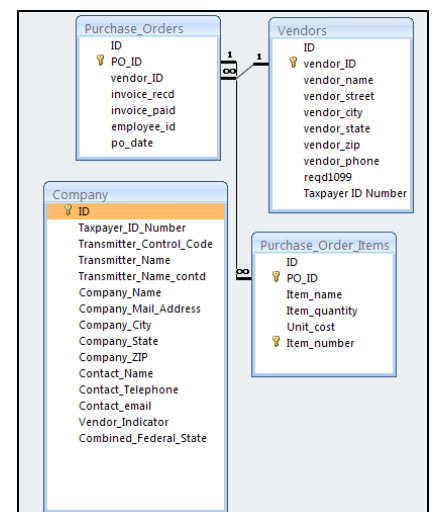 Purchase_Orders
ID
PO_ID
vendor_ID
invoice_recd
invoice_paid
employee_id
po_date
1
∞
1
Vendors
ID
vendor_ID
vendor_name
vendor_street
vendor_city
vendor_state
vendor_zip
vendor_phone
reqd1099
Taxpayer ID Number
Company
ID
Taxpayer_ID_Number
Transmitter_Control_Code
Transmitter_Name
Transmitter_Name_contd
Company_Name
Company_Mail_Address
Company_City
Company_State
Company_ZIP
Contact_Name
Contact_Telephone
Contact_email
Vendor_Indicator
Combined_Federal_State
∞
Purchase_Order_Items
ID
PO_ID
Item_name
Item_quantity
Unit_cost
Item_number